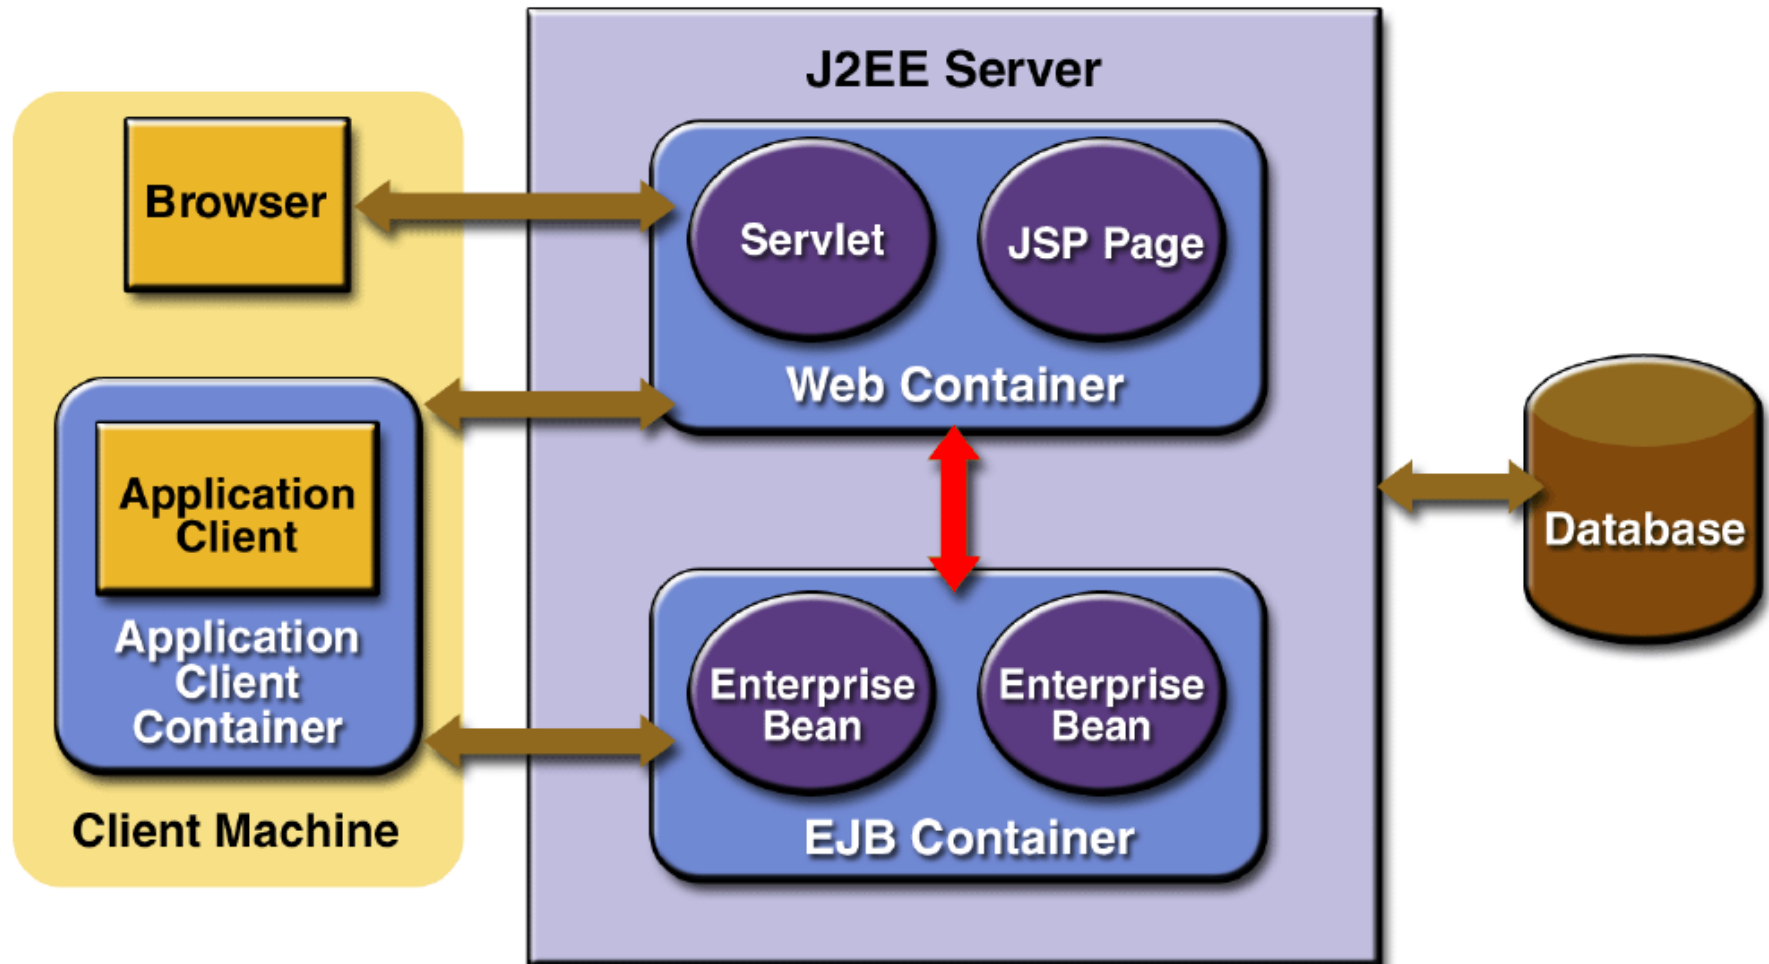 J2EE Server
Browser
Servlet
JSP Page
Web Container
Application
Client
Application
Client
Container
Client Machine
Enterprise
Bean
Enterprise
Bean
EJB Container
Database